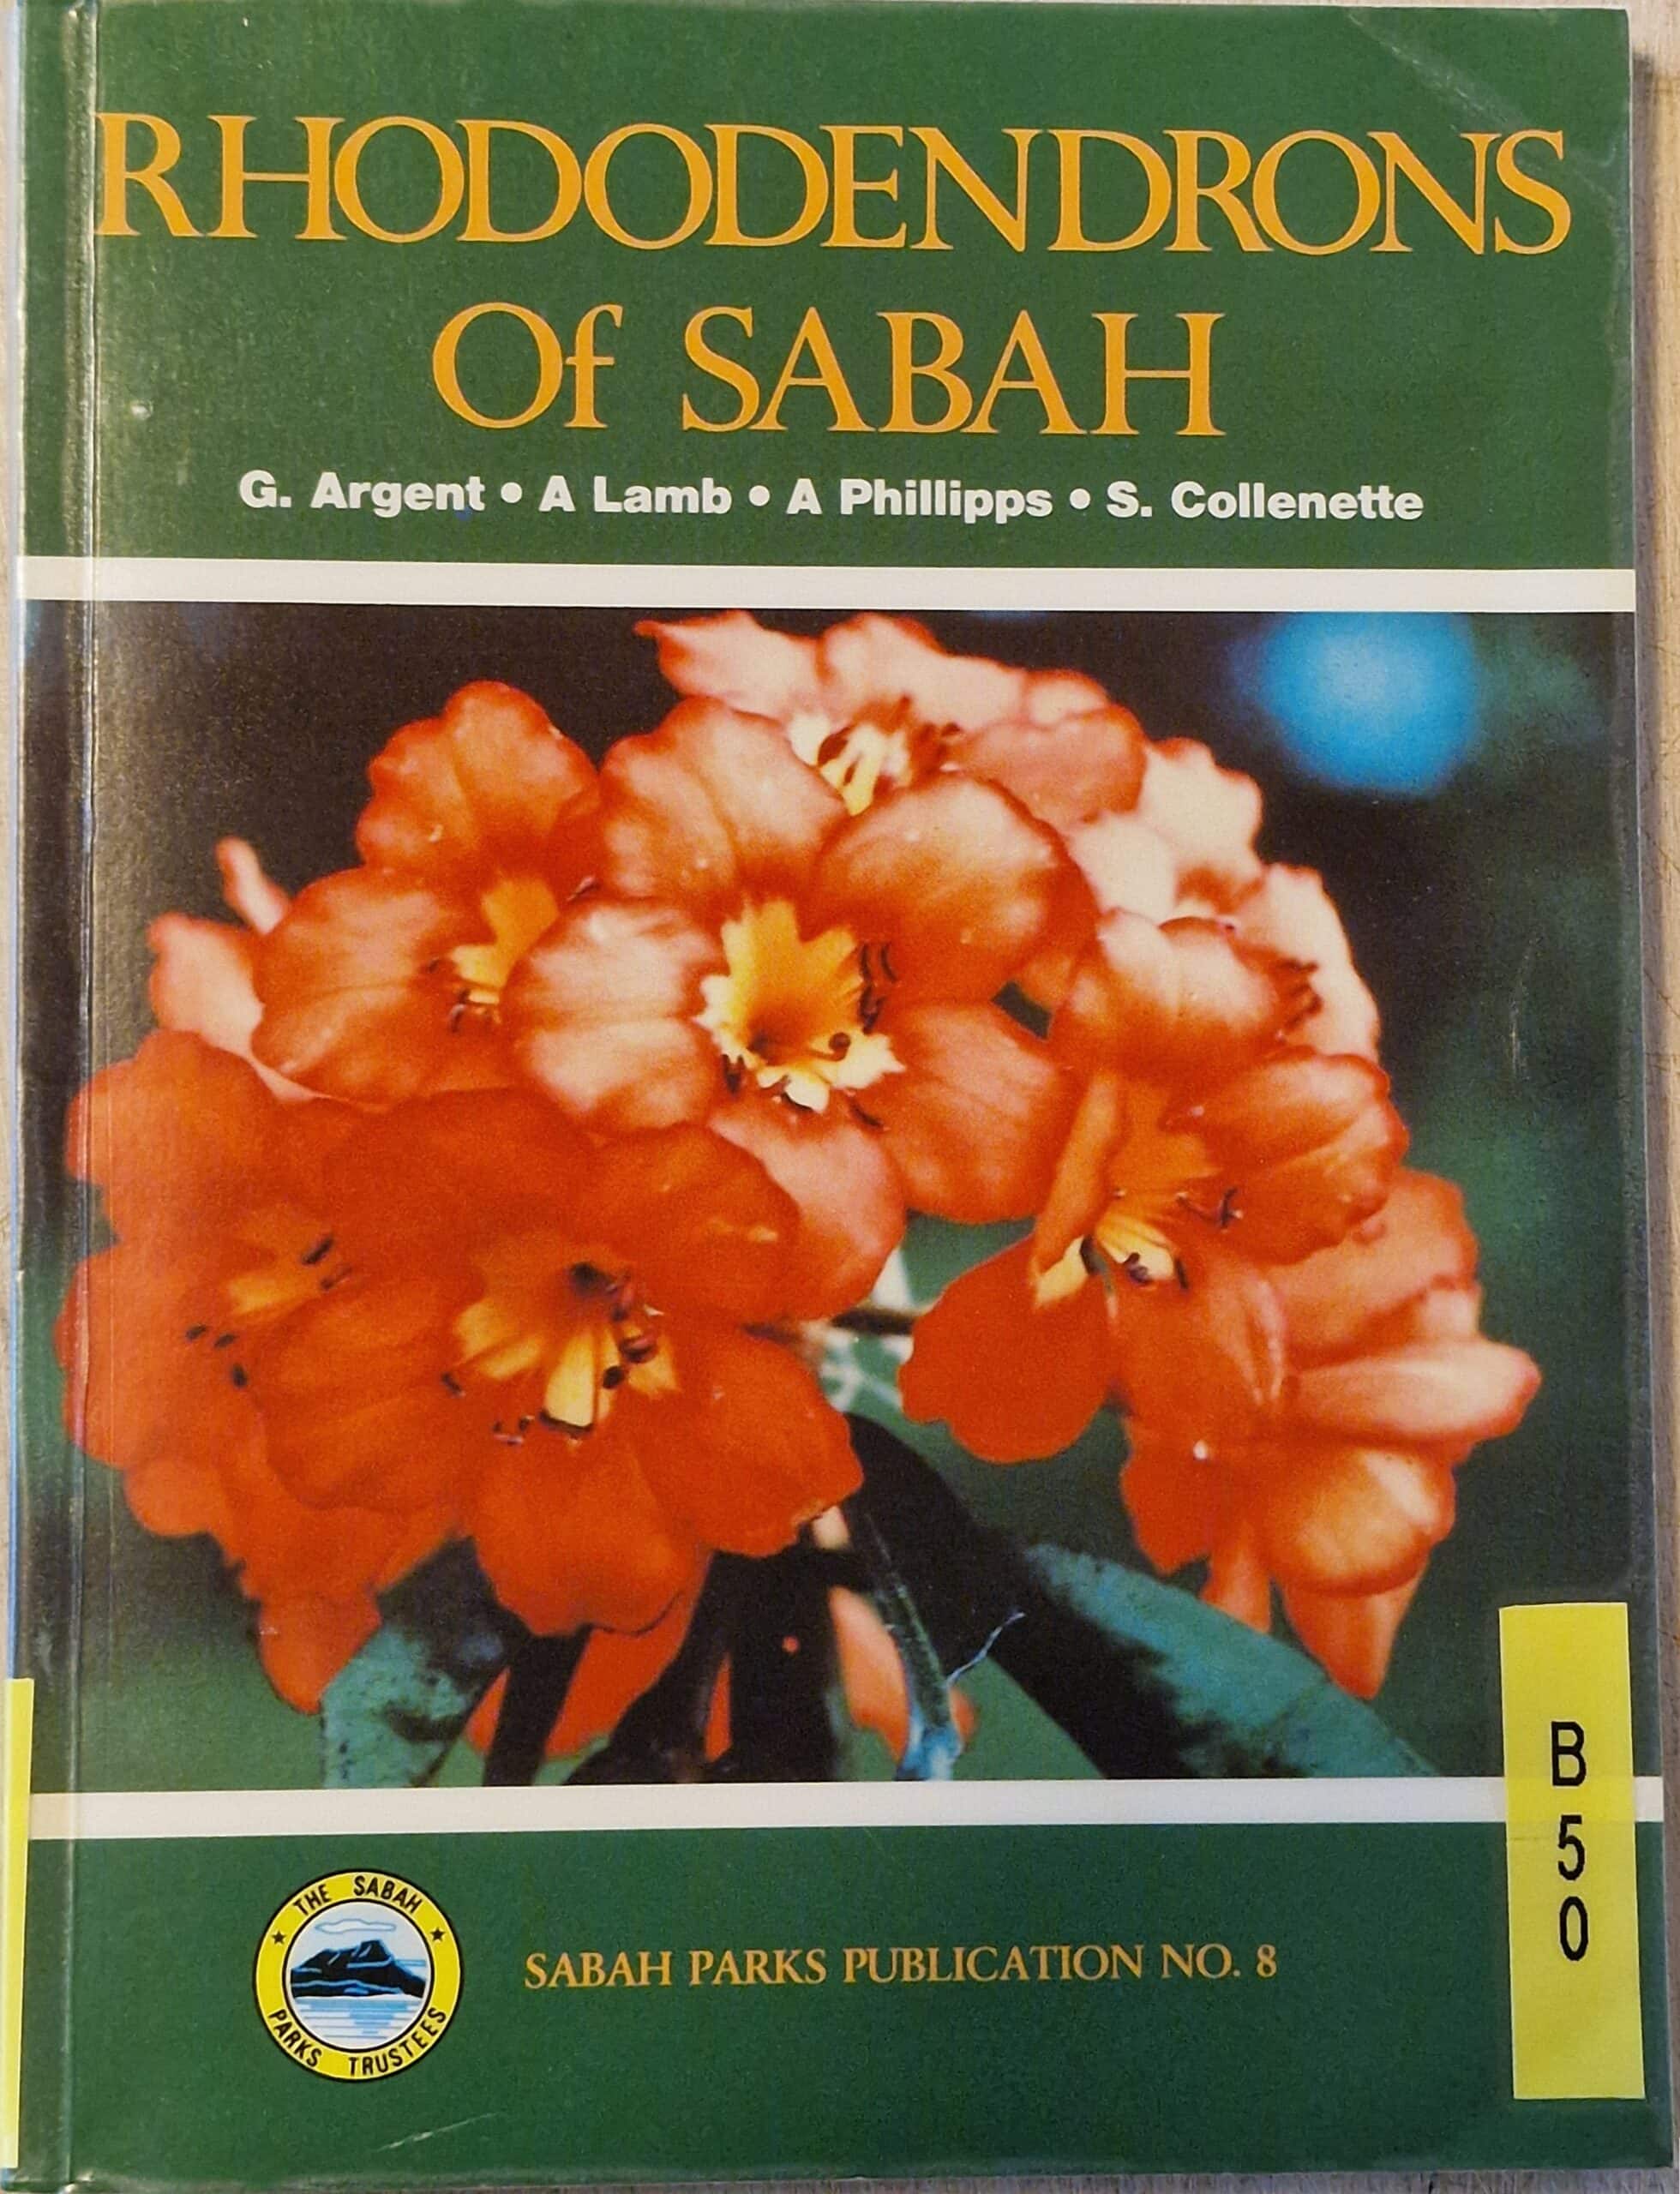 RHODODENDRONS
Of SABAH
G. Argent • A Lamb • A Phillipps • S. Collenette
B
5
0
THE SABAH
PARKS TRUSTEES
SABAH PARKS PUBLICATION NO. 8